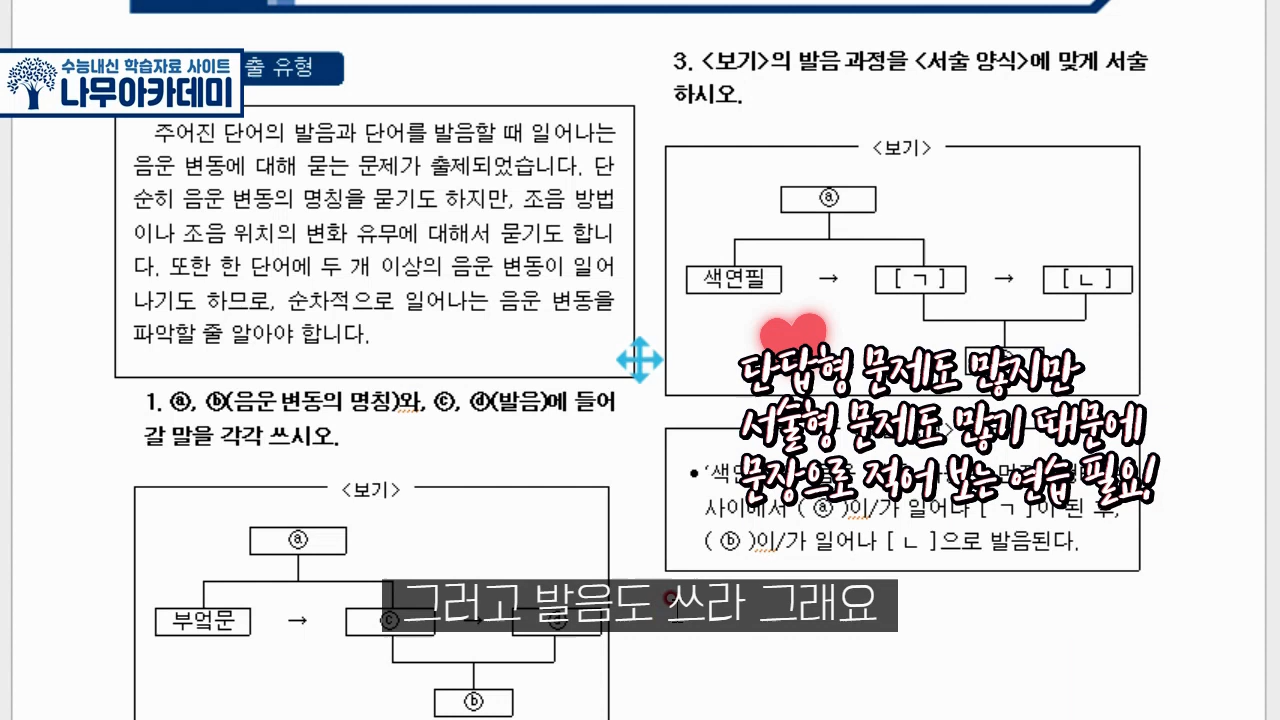 수능내신 학습자료 사이트
나무아카데미
출 유형
주어진 단어의 발음과 단어를 발음할 때 일어나는
음운 변동에 대해 묻는 문제가 출제되었습니다. 단
순히 음운 변동의 명칭을 묻기도 하지만, 조음 방법
이나 조음 위치의 변화 유무에 대해서 묻기도 합니
다. 또한 한 단어에 두 개 이상의 음운 변동이 일어
나기도 하므로, 순차적으로 일어나는 음운 변동을
파악할 줄 알아야 합니다.
1. ⓐ, ⓑ(음운 변동의 명칭)와, ⓒ, ⓓ(발음)에 들어
갈 말을 각각 쓰시오.
<보기>
ⓐ
부엌문 → ⓒ →
ⓑ
3. <보기>의 발음 과정을 <서술 양식>에 맞게 서술
하시오.
<보기>
ⓐ
색연필 → [ ㄱ ] → [ ㄴ ]
단답형 문제도 많지만
서술형 문제도 많기 때문에
문장으로 적어 보는 연습 필요!
• ‘색연
사이에서 ( ⓐ )이/가 일어나 [ ㄱ ]이 된 후,
( ⓑ )이/가 일어나 [ ㄴ ]으로 발음된다.
그러고 발음도 쓰라 그래요